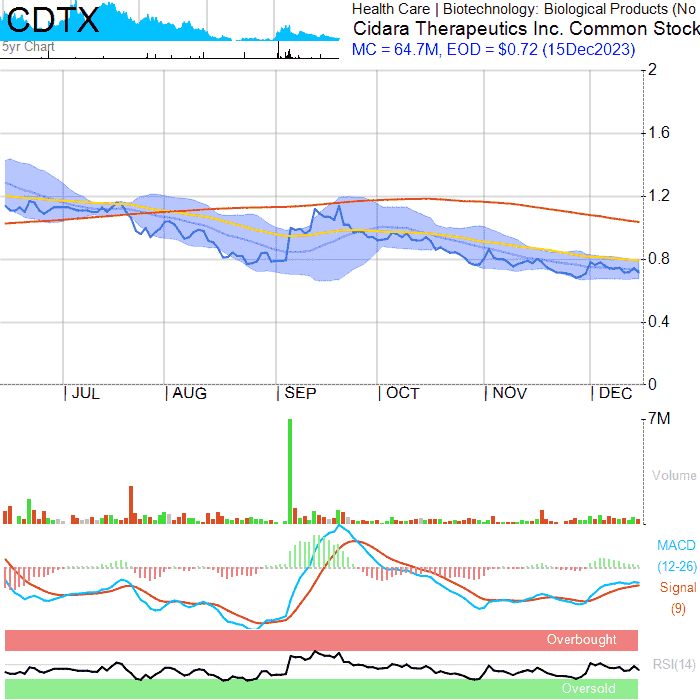 CDTX
5yr Chart
Health Care | Biotechnology: Biological Products (No
Cidara Therapeutics Inc. Common Stock
MC = 64.7M, EOD = $0.72 (15Dec2023)
2
1.6
1.2
0.8
0.4
0
| JUL | AUG | SEP | OCT | NOV | DEC
7M
Volume
MACD
(12-26)
Signal
(9)
Overbought
RSI(14)
Oversold